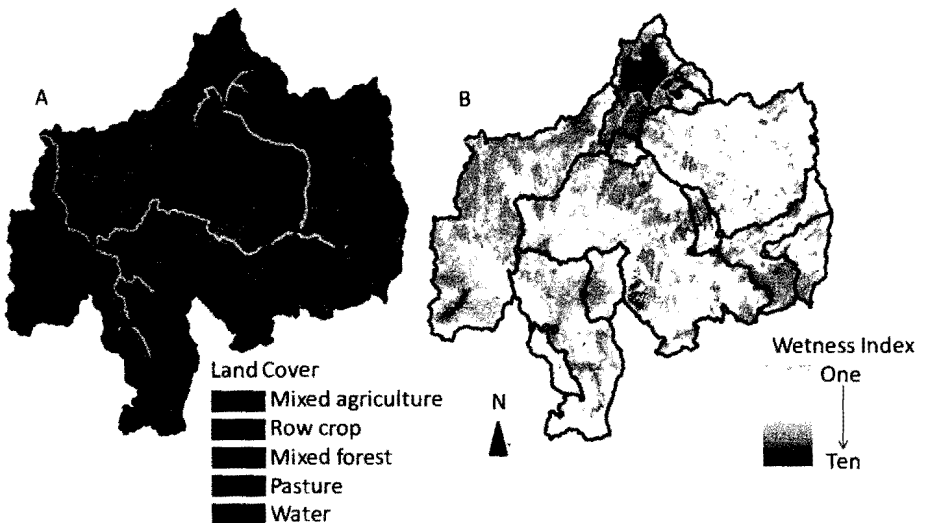 A
B
Land Cover
Mixed agriculture
Row crop
Mixed forest
Pasture
Water
N
Wetness Index
One
Ten